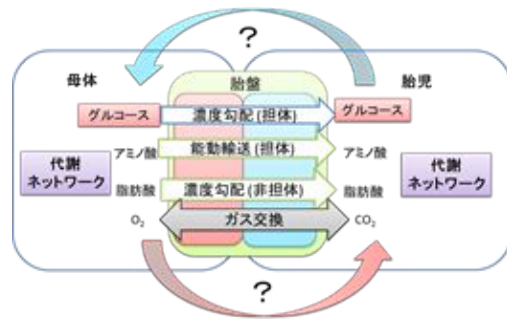 ?
母体
胎盤
胎児
グルコース
濃度勾配(担体)
グルコース
アミノ酸
能動輸送(担体)
アミノ酸
代謝
ネットワーク
代謝
ネットワーク
脂肪酸
濃度勾配(非担体)
脂肪酸
O₂
ガス交換
CO₂
?